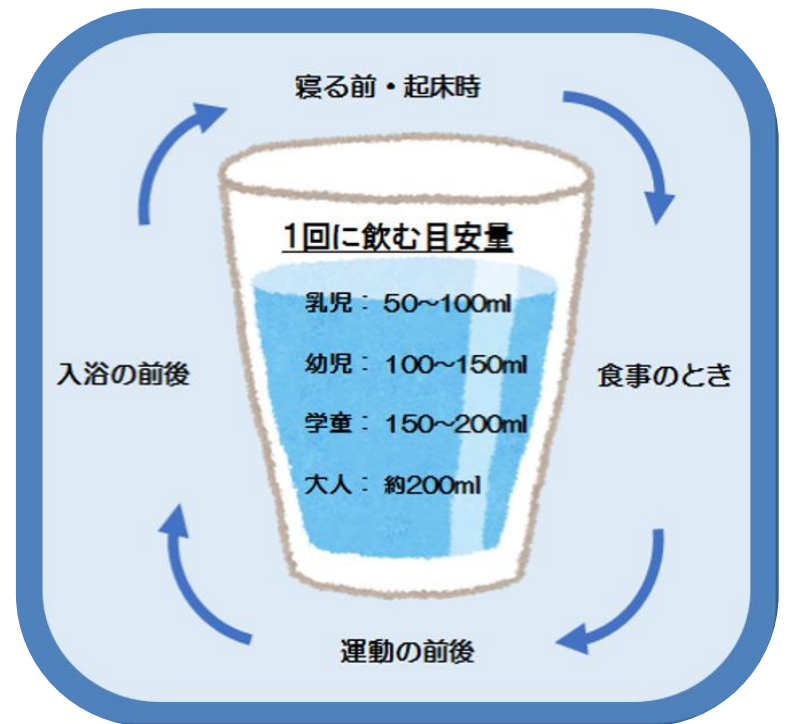 寝る前・起床時
1回に飲む目安量
乳児： 50～100ml
幼児： 100～150ml
学童： 150～200ml
大人： 約200ml
入浴の前後
食事のとき
運動の前後